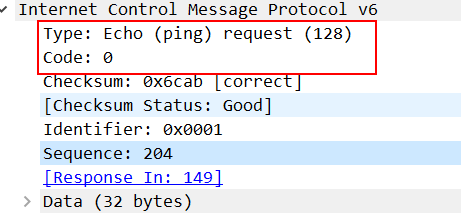 Internet Control Message Protocol v6
Type: Echo (ping) request (128)
Code: 0
Checksum: 0x6cab [correct]
[Checksum Status: Good]
Identifier: 0x0001
Sequence: 204
[Response In: 149]
Data (32 bytes)